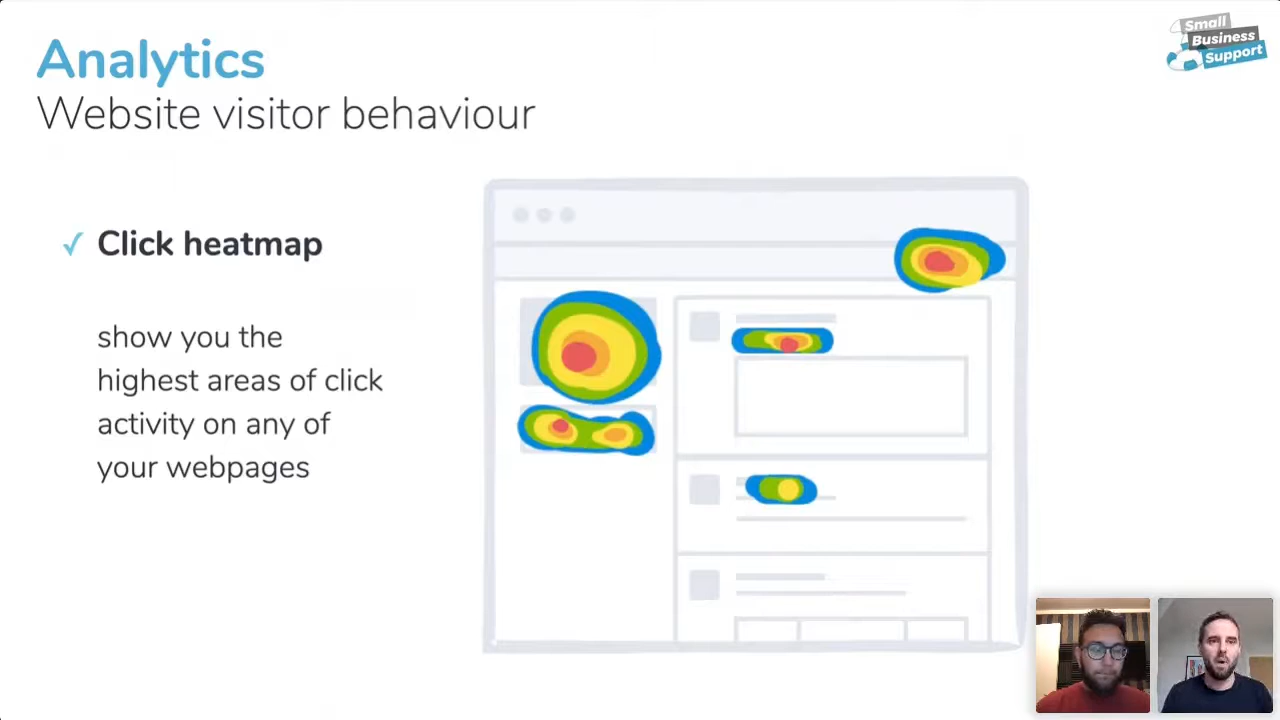 Analytics
Website visitor behaviour
Small
Business
Support
✓ Click heatmap
show you the
highest areas of click
activity on any of
your webpages